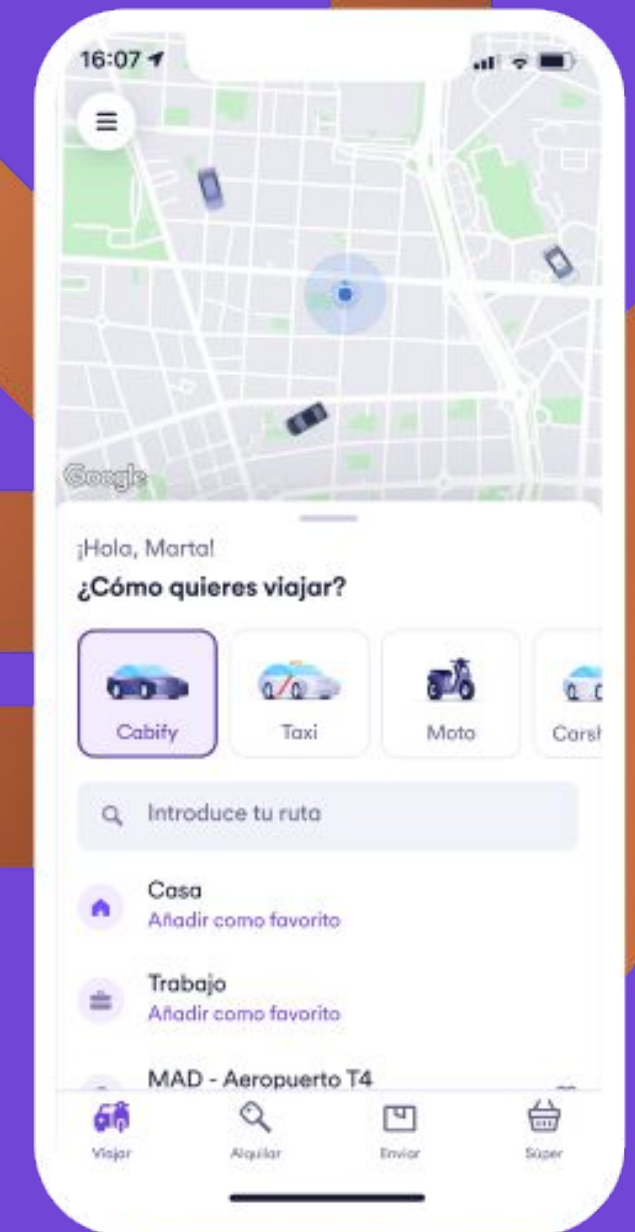 16:07
Google
¡Hola, Marta!
¿Cómo quieres viajar?
Cabify
Taxi
Moto
Carsh
Introduce tu ruta
Casa
Añadir como favorito
Trabajo
Añadir como favorito
MAD - Aeropuerto T4
Viajar
Alquilar
Enviar
Súper